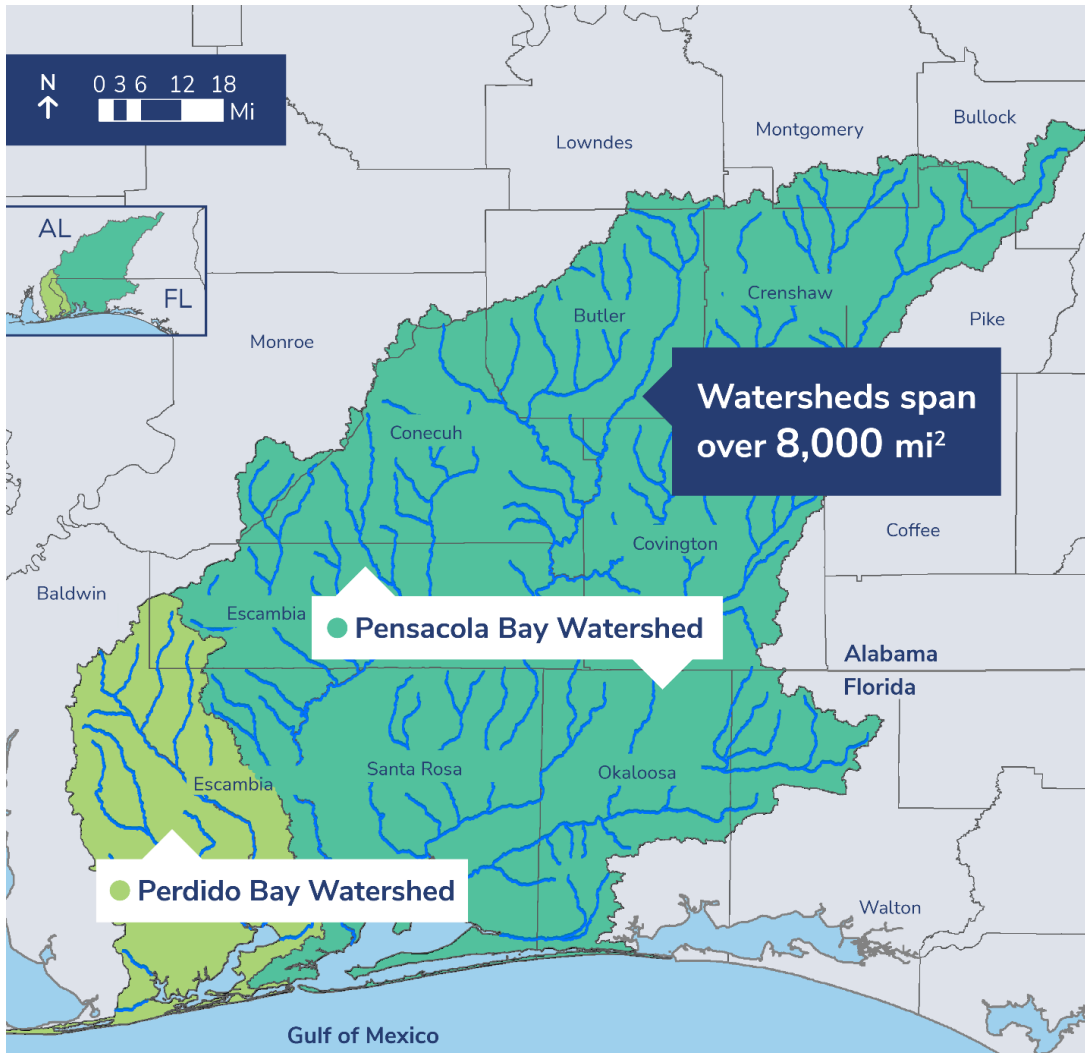 N
0 3 6 12 18
Mi
Bullock
Montgomery
Lowndes
AL
FL
Crenshaw
Butler
Pike
Monroe
Watersheds span
over 8,000 mi²
Conecuh
Coffee
Covington
Baldwin
Escambia
Pensacola Bay Watershed
Alabama
Florida
Santa Rosa
Okaloosa
Escambia
Perdido Bay Watershed
Walton
Gulf of Mexico